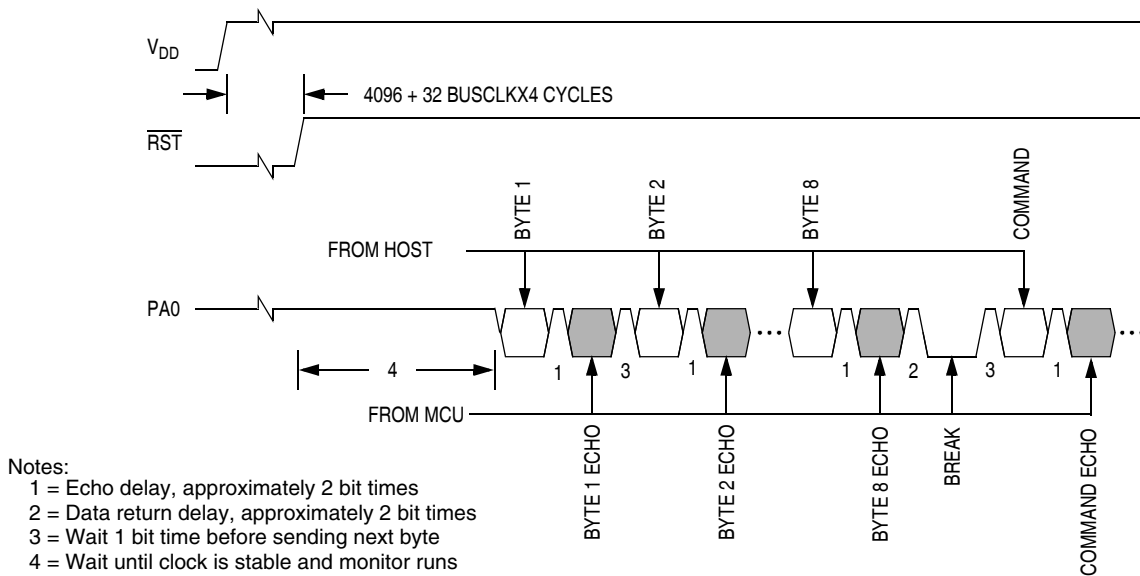 VDD
4096 + 32 BUSCLKX4 CYCLES
RST
BYTE 1
BYTE 2
BYTE 8
COMMAND
FROM HOST
PA0
...
...
4
1
3
1
1
2
3
1
FROM MCU
BYTE 1 ECHO
BYTE 2 ECHO
BYTE 8 ECHO
BREAK
COMMAND ECHO
Notes:
1 = Echo delay, approximately 2 bit times
2 = Data return delay, approximately 2 bit times
3 = Wait 1 bit time before sending next byte
4 = Wait until clock is stable and monitor runs